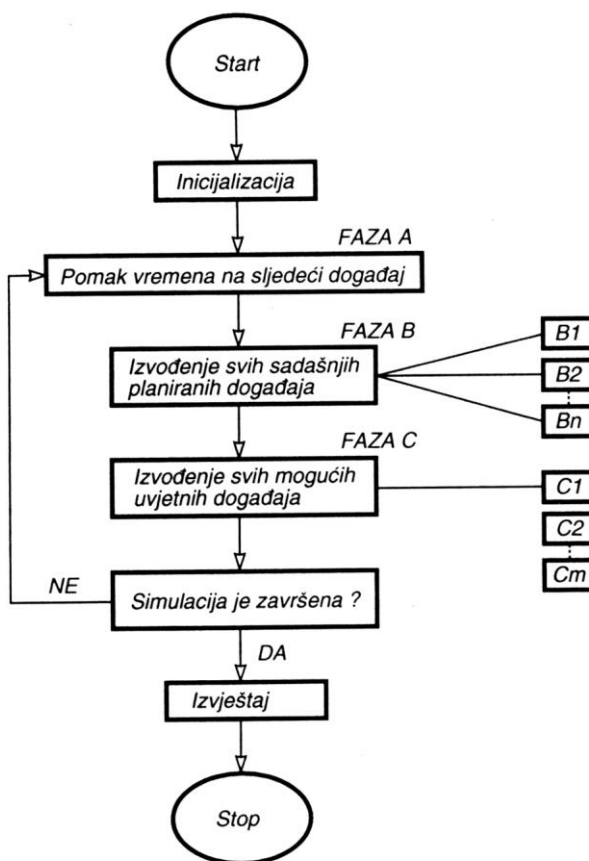 Start
Inicijalizacija
FAZA A
Pomak vremena na sljedeći događaj
FAZA B
Izvođenje svih sadašnjih
planiranih događaja
B1
B2
Bn
FAZA C
Izvođenje svih mogućih
uvjetnih događaja
C1
C2
Cm
NE
Simulacija je završena ?
DA
Izvještaj
Stop